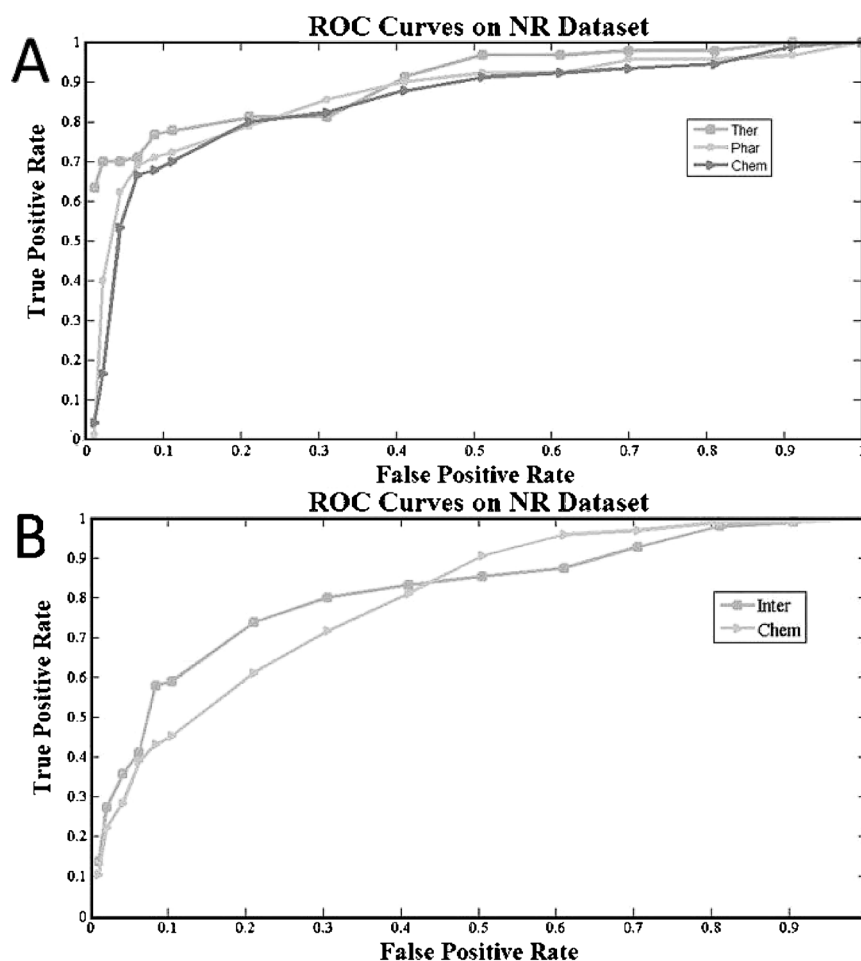 ROC Curves on NR Dataset
A
True Positive Rate
1
0.9
0.8
0.7
0.6
0.5
0.4
0.3
0.2
0.1
0
Ther
Phar
Chem
0 0.1 0.2 0.3 0.4 0.5 0.6 0.7 0.8 0.9
False Positive Rate
ROC Curves on NR Dataset
B
True Positive Rate
1
0.9
0.8
0.7
0.6
0.5
0.4
0.3
0.2
0.1
0
Inter
Chem
0 0.1 0.2 0.3 0.4 0.5 0.6 0.7 0.8 0.9
False Positive Rate